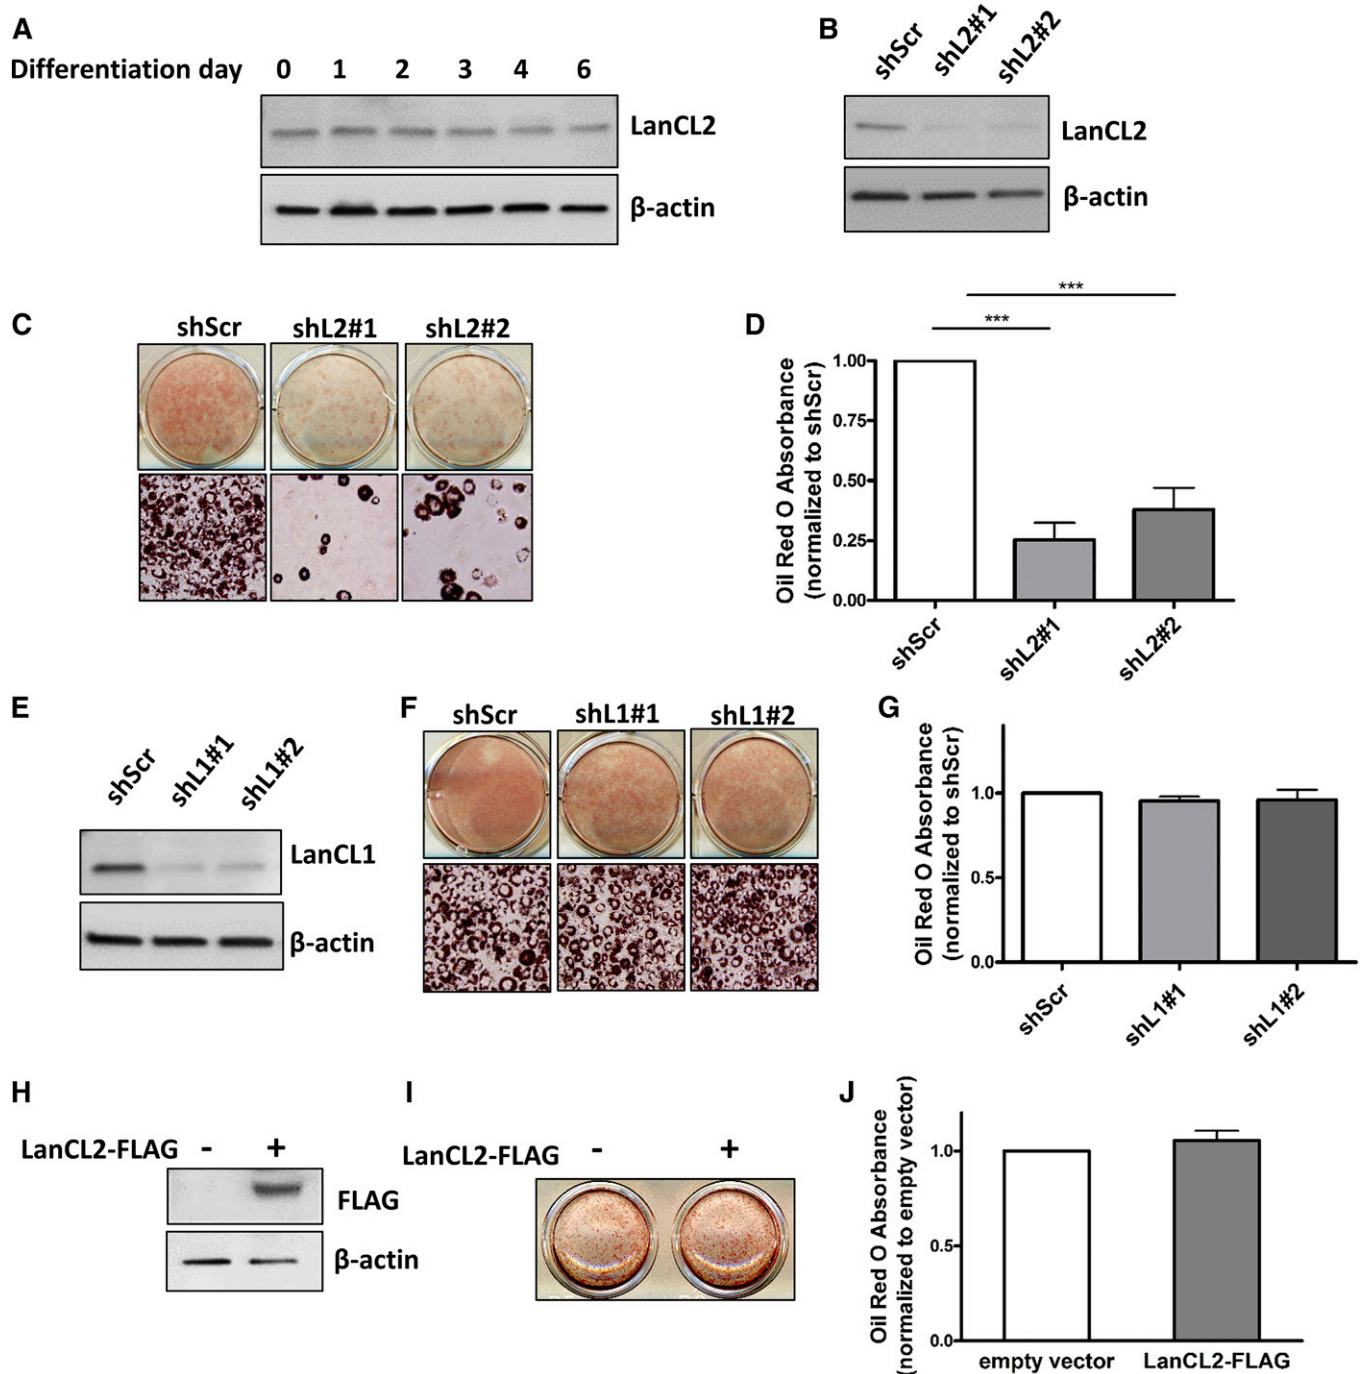 A
Differentiation day 0 1 2 3 4 6
LanCL2
β-actin
B
shScr shL2#1 shL2#2
LanCL2
β-actin
C
shScr shL2#1 shL2#2
D
*** 
***
Oil Red O Absorbance
(normalized to shScr)
1.00
0.75
0.50
0.25
0.00
shScr shL2#1 shL2#2
E
shScr shL1#1 shL1#2
LanCL1
β-actin
F
shScr shL1#1 shL1#2
G
Oil Red O Absorbance
(normalized to shScr)
1.0
0.5
0.0
shScr shL1#1 shL1#2
H
LanCL2-FLAG - +
FLAG
β-actin
I
LanCL2-FLAG - +
J
Oil Red O Absorbance
(normalized to empty vector)
1.0
0.5
0.0
empty vector LanCL2-FLAG